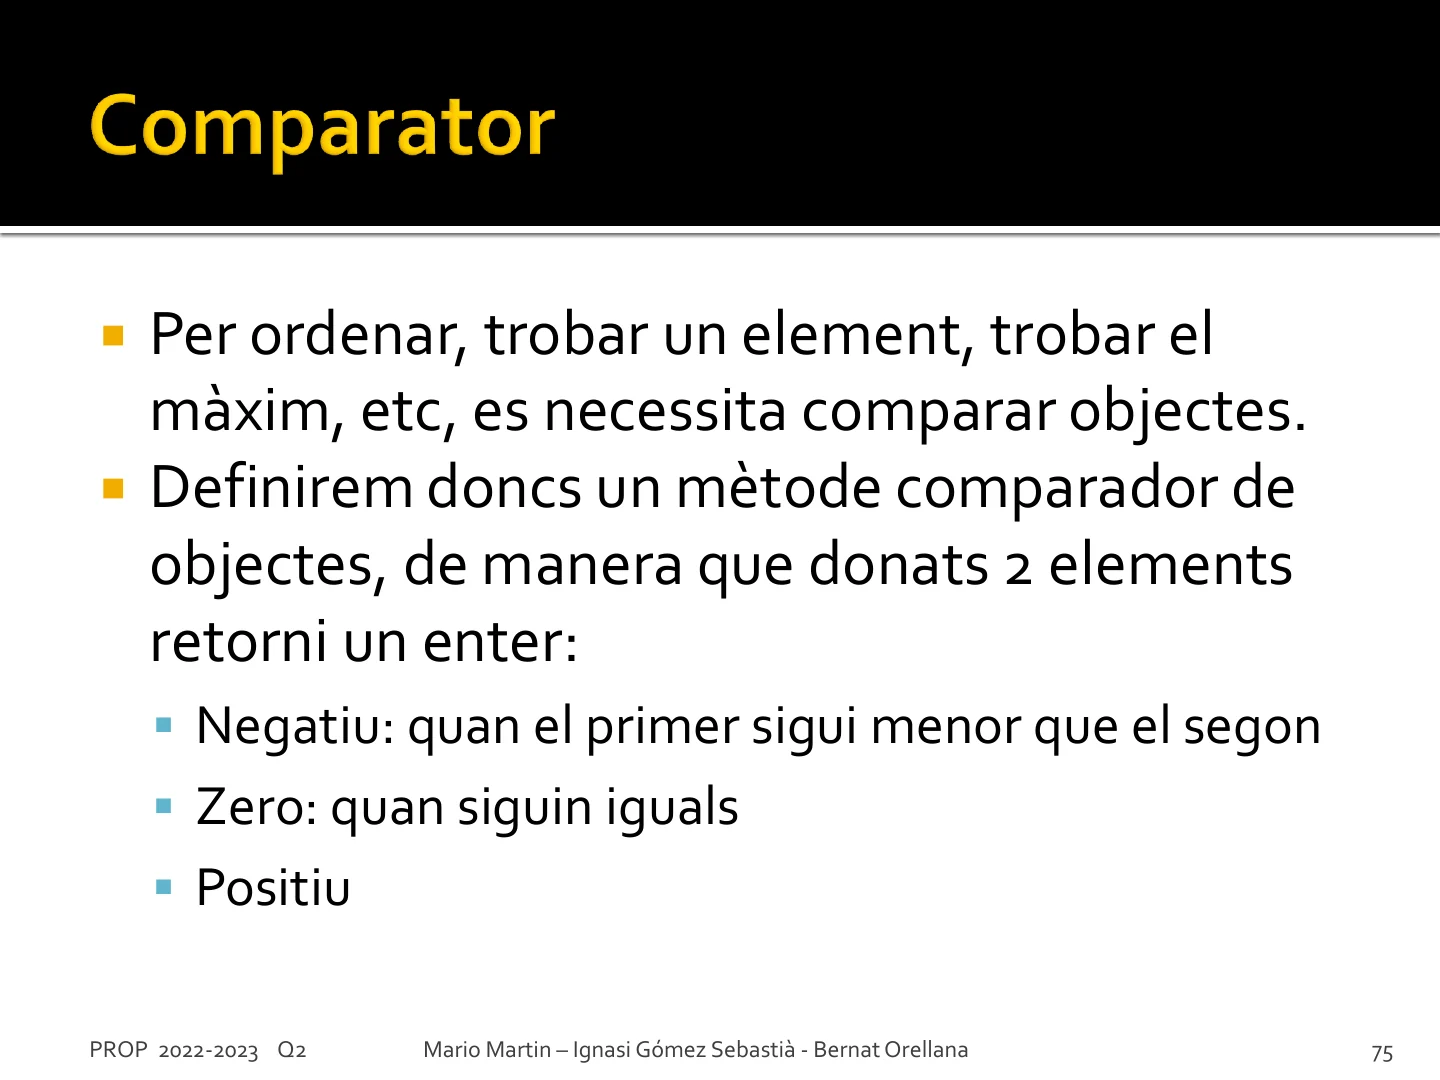 Comparator
Per ordenar, trobar un element, trobar el
màxim, etc, es necessita comparar objectes.
Definirem doncs un mètode comparador de
objectes, de manera que donats 2 elements
retorni un enter:
Negatiu: quan el primer sigui menor que el segon
Zero: quan siguin iguals
Positiu
PROP 2022-2023 Q2 Mario Martin – Ignasi Gómez Sebastià - Bernat Orellana 75